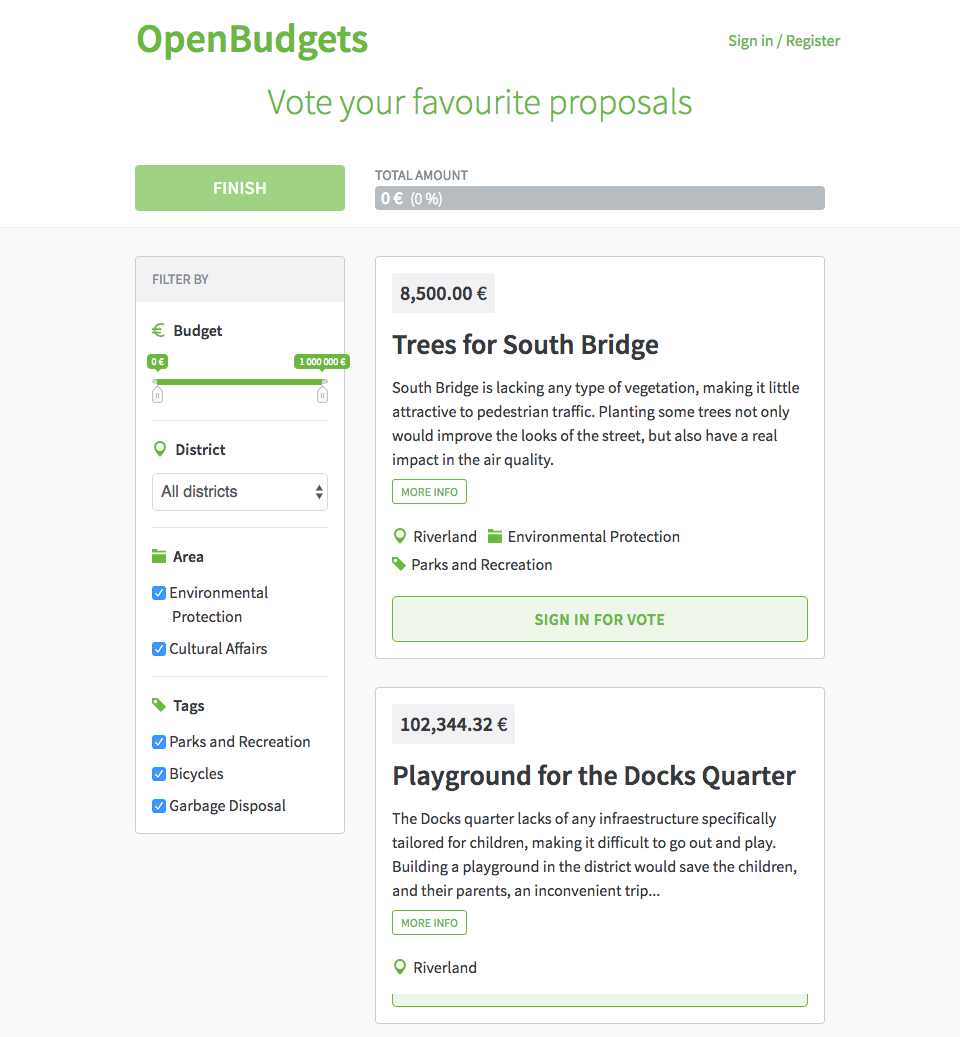 OpenBudgets
Sign in / Register
Vote your favourite proposals
FINISH
TOTAL AMOUNT
0 € (0 %)
FILTER BY
€ Budget
0 €
1 000 000 €
District
All districts
Area
Environmental
Protection
Cultural Affairs
Tags
Parks and Recreation
Bicycles
Garbage Disposal
8,500.00 €
Trees for South Bridge
South Bridge is lacking any type of vegetation, making it little
attractive to pedestrian traffic. Planting some trees not only
would improve the looks of the street, but also have a real
impact in the air quality.
MORE INFO
Riverland Environmental Protection
Parks and Recreation
SIGN IN FOR VOTE
102,344.32 €
Playground for the Docks Quarter
The Docks quarter lacks of any infraestructure specifically
tailored for children, making it difficult to go out and play.
Building a playground in the district would save the children,
and their parents, an inconvenient trip...
MORE INFO
Riverland